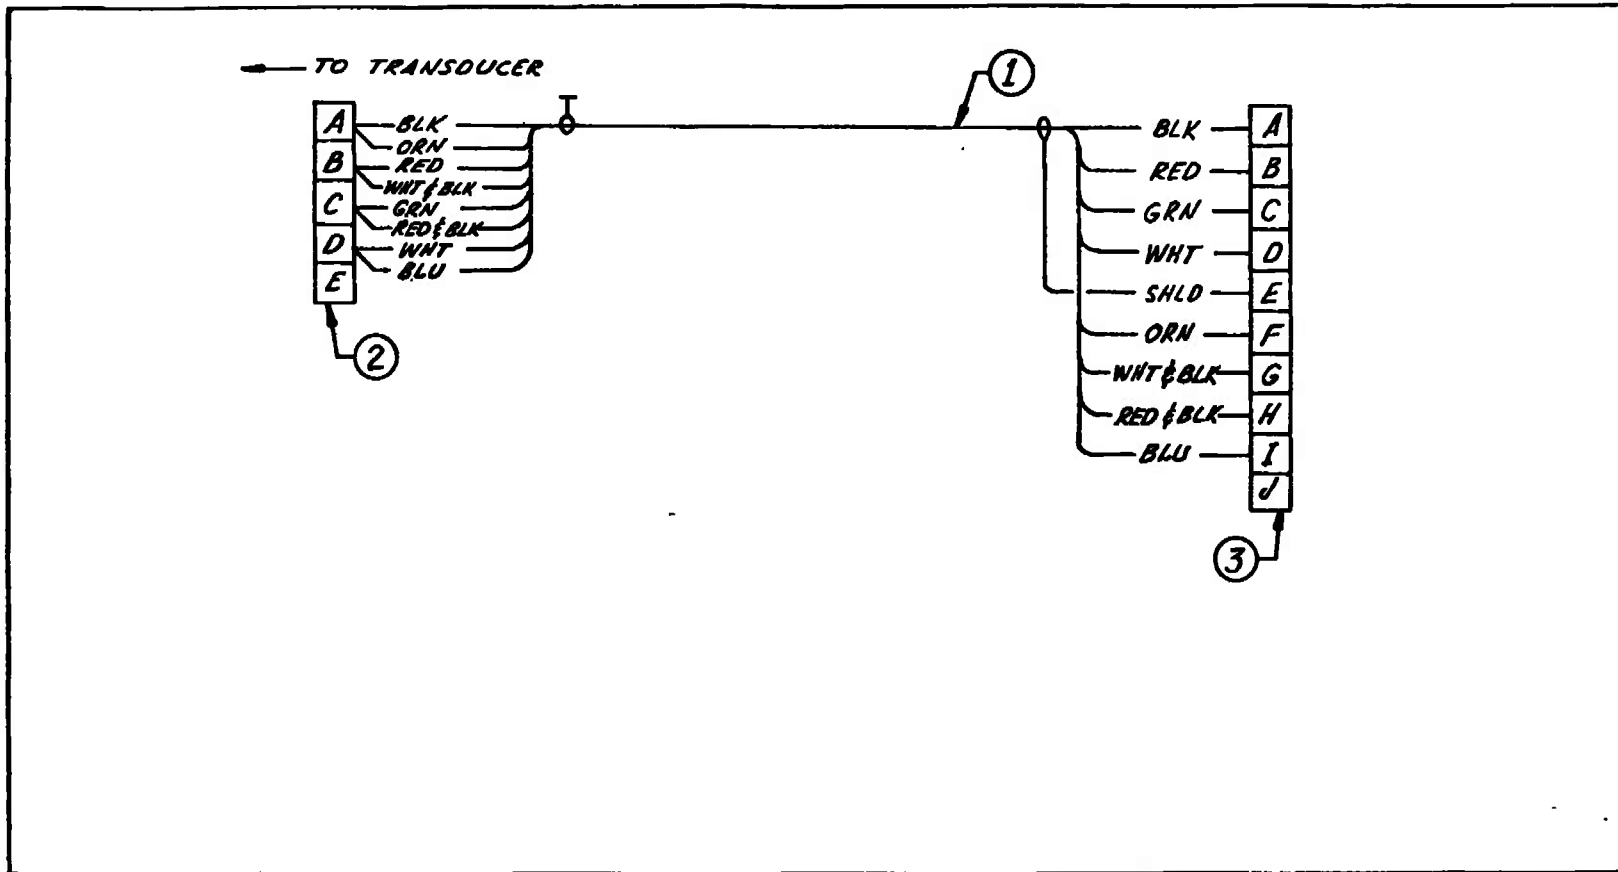 TO TRANSDUCER
1
A BLK
ORN
B RED
WHT & BLK
C GRN
RED & BLK
D WHT
BLU
E
2
BLK A
RED B
GRN C
WHT D
SHLD E
ORN F
WHT & BLK G
RED & BLK H
BLU I
J
3